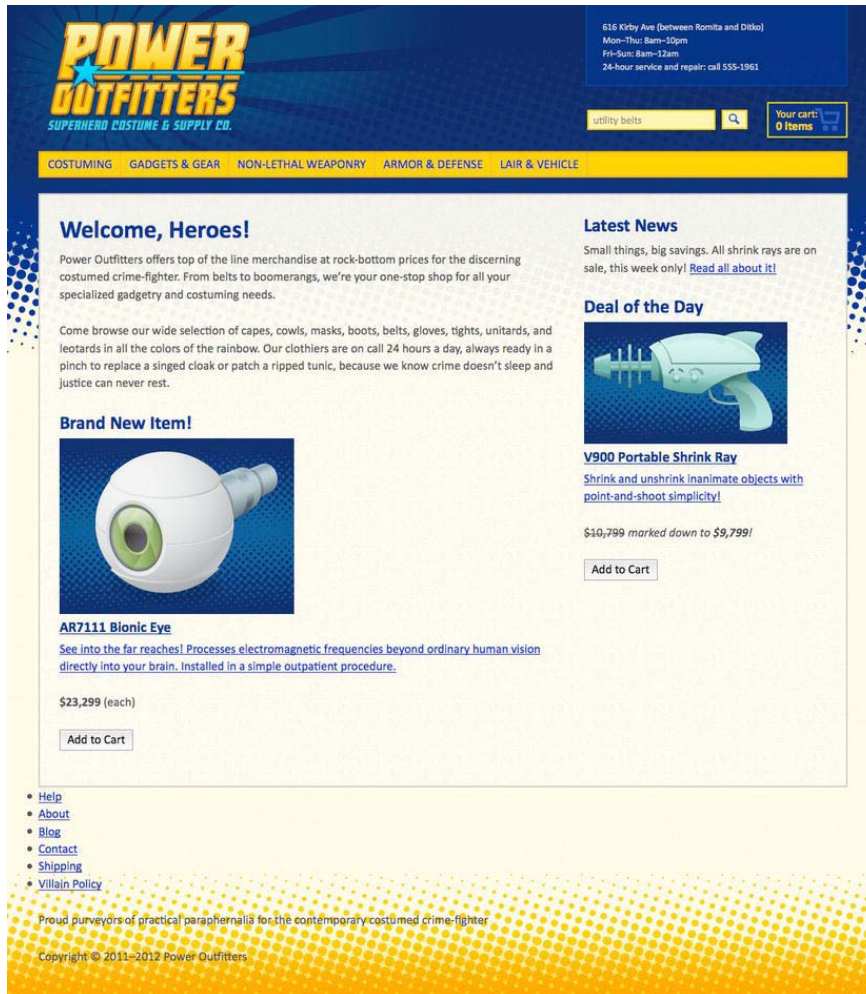 POWER
OUTFITTERS
SUPERHERO COSTUME & SUPPLY CO.
616 Kirby Ave (between Romita and Ditko)
Mon–Thu: 8am–10pm
Fri–Sun: 8am–12am
24-hour service and repair: call 555-1961
utility belts
Your cart:
0 Items
COSTUMING GADGETS & GEAR NON-LETHAL WEAPONRY ARMOR & DEFENSE LAIR & VEHICLE
Welcome, Heroes!
Power Outfitters offers top of the line merchandise at rock-bottom prices for the discerning
costumed crime-fighter. From belts to boomerangs, we're your one-stop shop for all your
specialized gadgetry and costuming needs.
Come browse our wide selection of capes, cowls, masks, boots, belts, gloves, tights, unitards, and
leotards in all the colors of the rainbow. Our clothiers are on call 24 hours a day, always ready in a
pinch to replace a singed cloak or patch a ripped tunic, because we know crime doesn't sleep and
justice can never rest.
Brand New Item!
AR7111 Bionic Eye
See into the far reaches! Processes electromagnetic frequencies beyond ordinary human vision
directly into your brain. Installed in a simple outpatient procedure.
$23,299 (each)
Add to Cart
Latest News
Small things, big savings. All shrink rays are on
sale, this week only! Read all about it!
Deal of the Day
V900 Portable Shrink Ray
Shrink and unshrink inanimate objects with
point-and-shoot simplicity!
$10,799 marked down to $9,799!
Add to Cart
Help
About
Blog
Contact
Shipping
Villain Policy
Proud purveyors of practical paraphernalia for the contemporary costumed crime-fighter
Copyright © 2011–2012 Power Outfitters